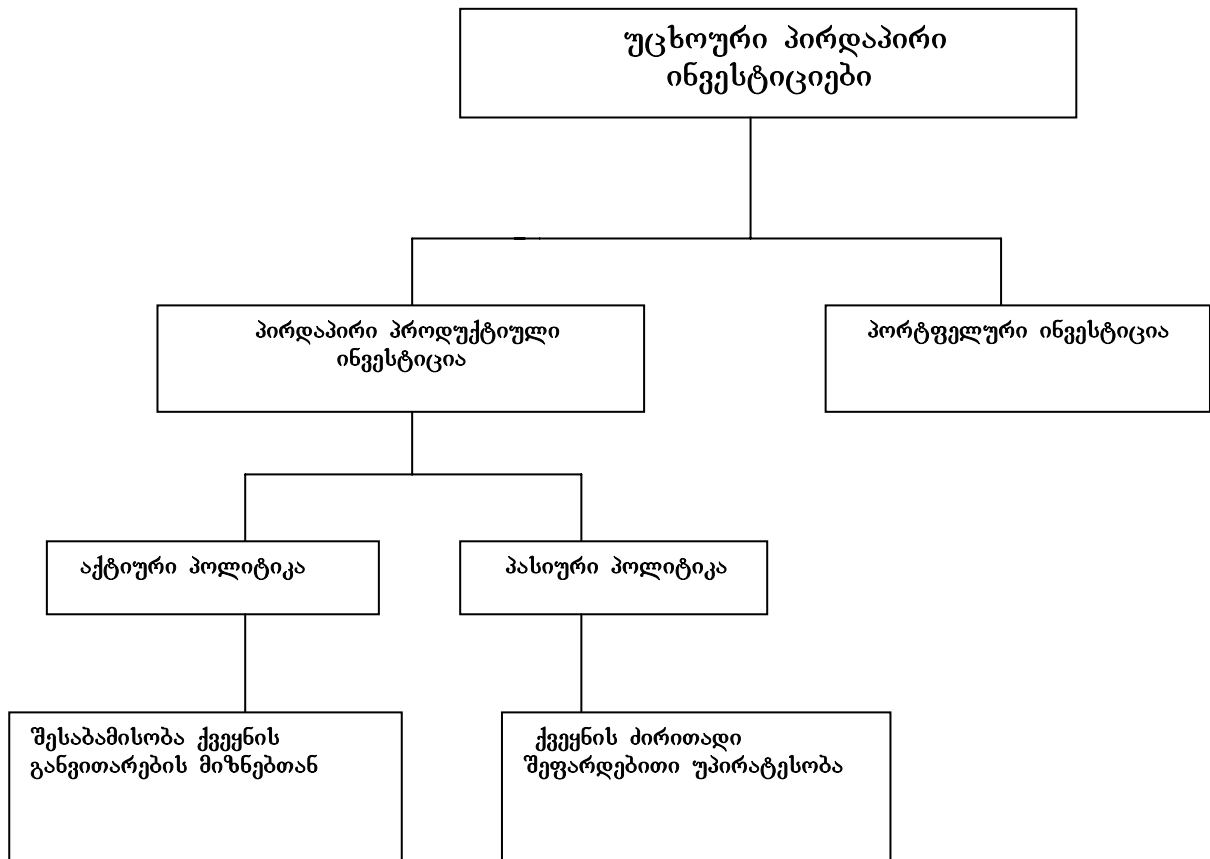 უცხოური პირდაპირი
ინვესტიციები
პირდაპირი პროდუქტიული
ინვესტიცია
პორტფელური ინვესტიცია
აქტიური პოლიტიკა
პასიური პოლიტიკა
შესაბამისობა ქვეყნის
განვითარების მიზნებთან
ქვეყნის ძირითადი
შეფარდებითი უპირატესობა